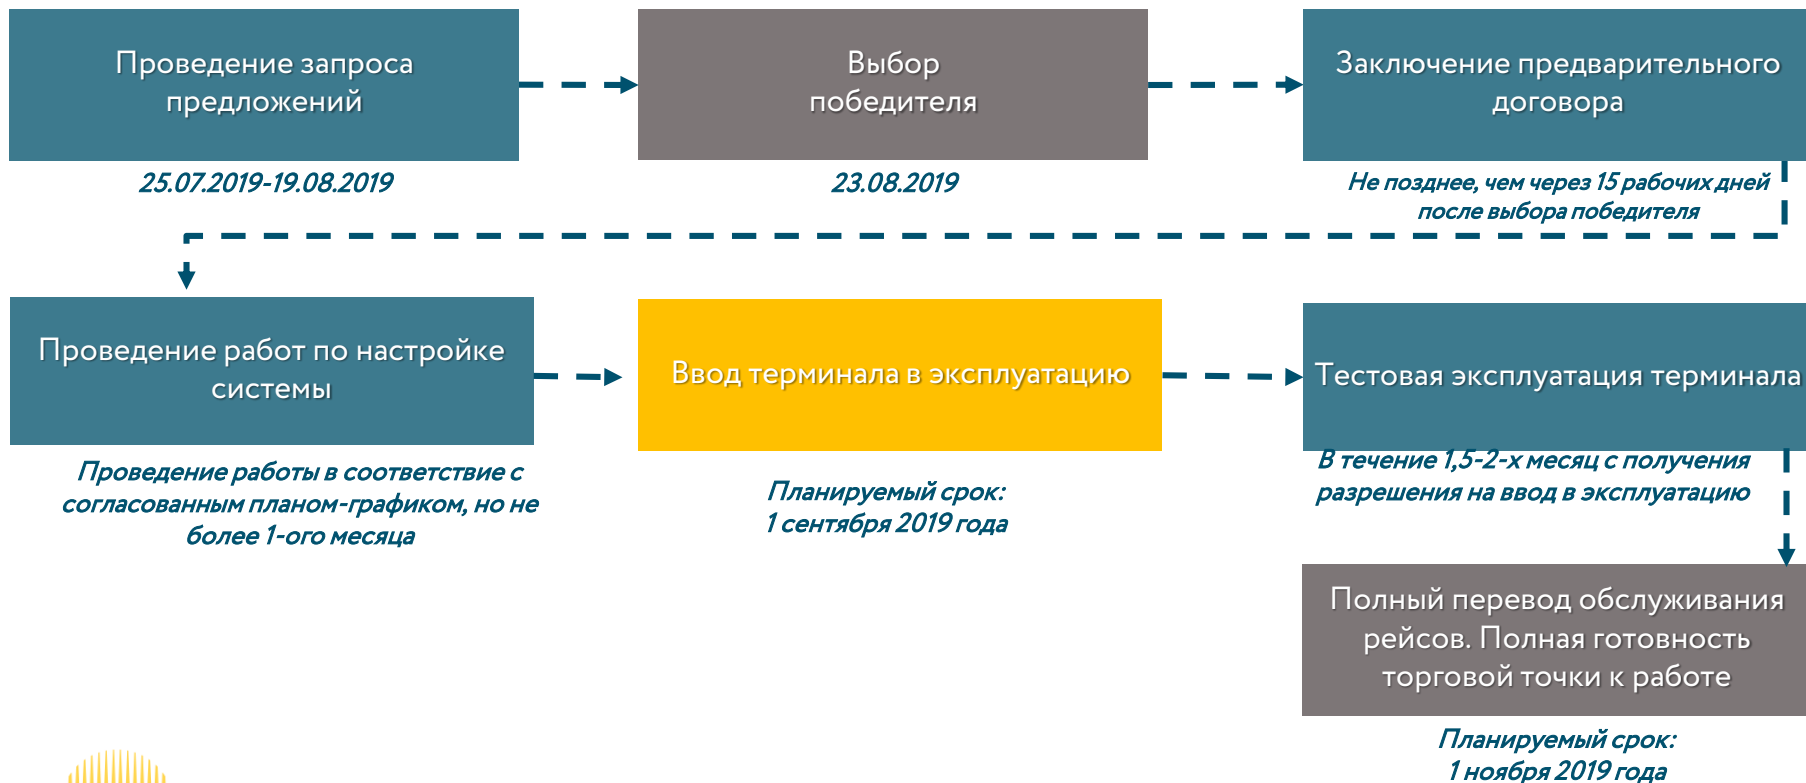 Проведение запроса
предложений
25.07.2019-19.08.2019
Выбор
победителя
23.08.2019
Заключение предварительного
договора
Не позднее, чем через 15 рабочих дней
после выбора победителя
Проведение работ по настройке
системы
Проведение работы в соответствие с
согласованным планом-графиком, но не
более 1-ого месяца
Ввод терминала в эксплуатацию
Планируемый срок:
1 сентября 2019 года
Тестовая эксплуатация терминала
В течение 1,5-2-х месяц с получения
разрешения на ввод в эксплуатацию
Полный перевод обслуживания
рейсов. Полная готовность
торговой точки к работе
Планируемый срок:
1 ноября 2019 года